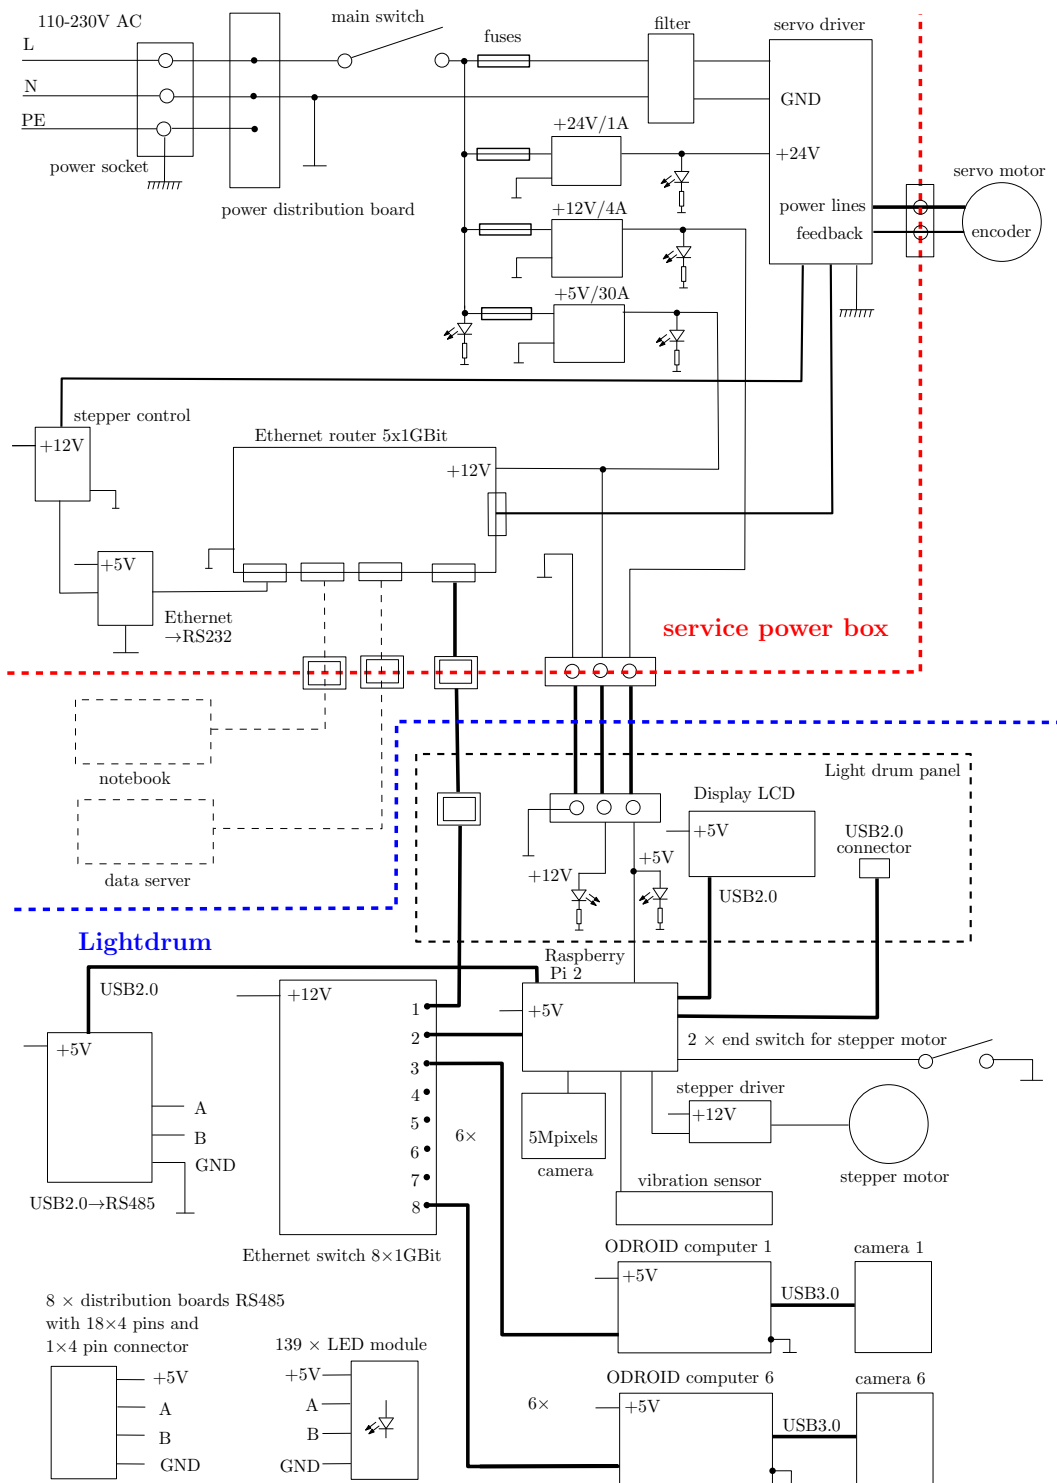 110-230V AC
main switch
filter
servo driver
L
fuses
N
GND
PE
+24V/1A
+24V
power socket
servo motor
power distribution board
+12V/4A
power lines
feedback
encoder
+5V/30A
stepper control
Ethernet router 5x1GBit
+12V
+12V
+5V
Ethernet
→RS232
service power box
notebook
Light drum panel
Display LCD
+5V
USB2.0
connector
data server
+12V
+5V
USB2.0
Lightdrum
Raspberry
Pi 2
USB2.0
+12V
1
+5V
2
2 × end switch for stepper motor
+5V
3
stepper driver
4
+12V
A
5
6×
5Mpixels
B
6
camera
GND
7
stepper motor
vibration sensor
USB2.0→RS485
8
Ethernet switch 8×1GBit
ODROID computer 1
camera 1
+5V
USB3.0
8 × distribution boards RS485
with 18×4 pins and
1×4 pin connector
139 × LED module
+5V
+5V
ODROID computer 6
camera 6
A
A
6×
+5V
B
B
USB3.0
GND
GND